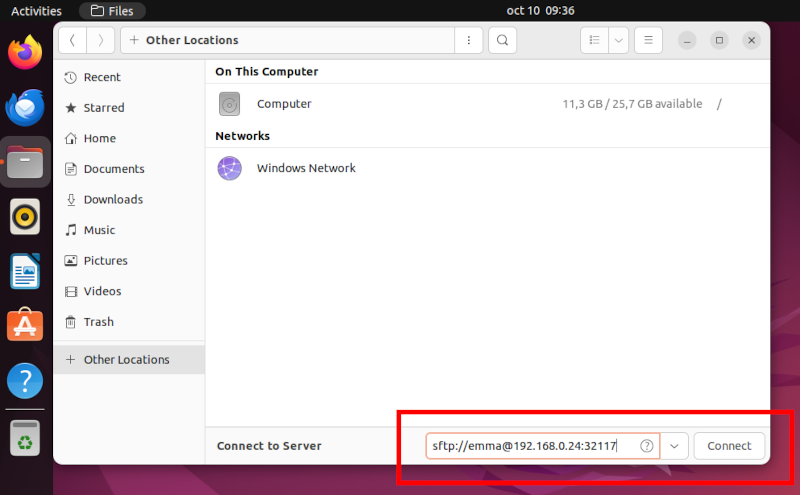 Activities Files oct 10 09:36
+ Other Locations
Recent
Starred
Home
Documents
Downloads
Music
Pictures
Videos
Trash
+ Other Locations
On This Computer
Computer 11,3 GB / 25,7 GB available /
Networks
Windows Network
Connect to Server sftp://emma@192.168.0.24:32117 ? Connect